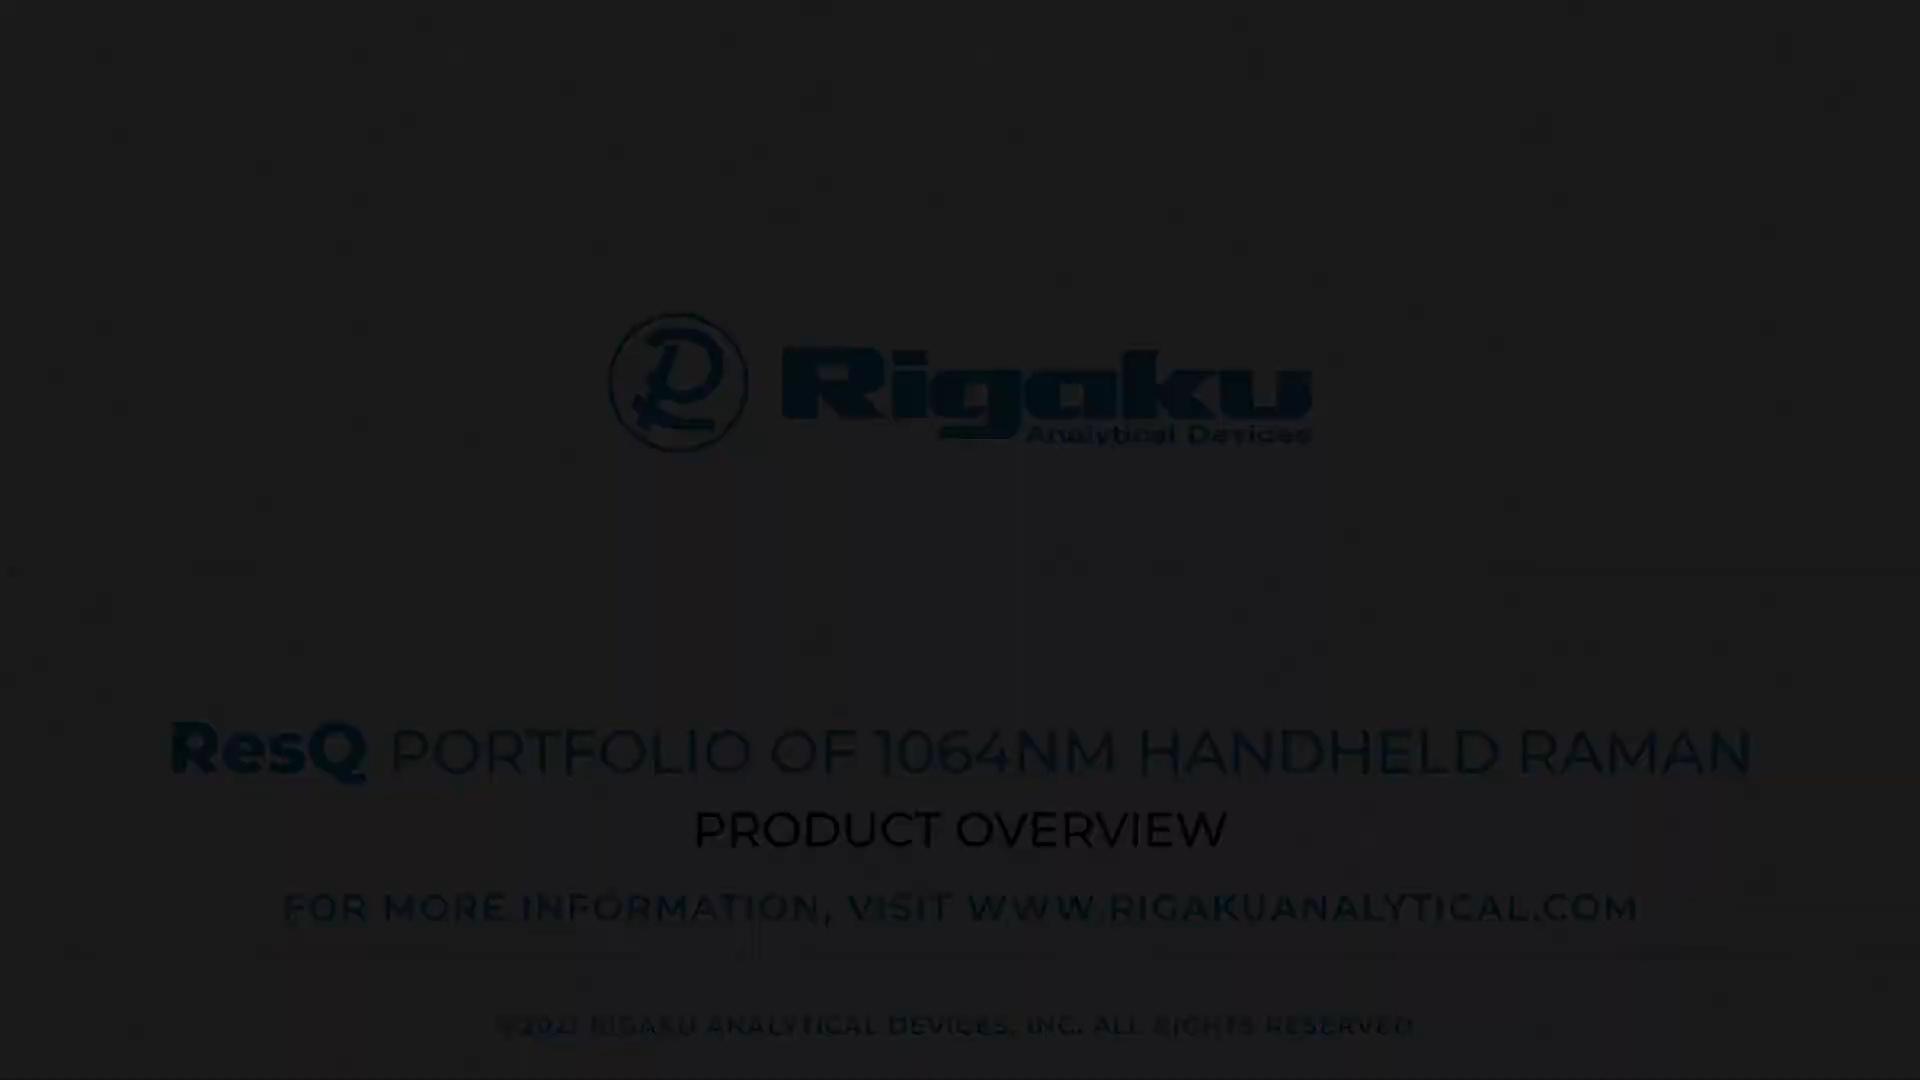 Rigaku
Analytical Devices
ResQ PORTFOLIO OF 1064NM HANDHELD RAMAN
PRODUCT OVERVIEW
FOR MORE INFORMATION, VISIT WWW.RIGAKUANALYTICAL.COM
RIGAKU ANALYTICAL DEVICES, INC. ALL RIGHTS RESERVED